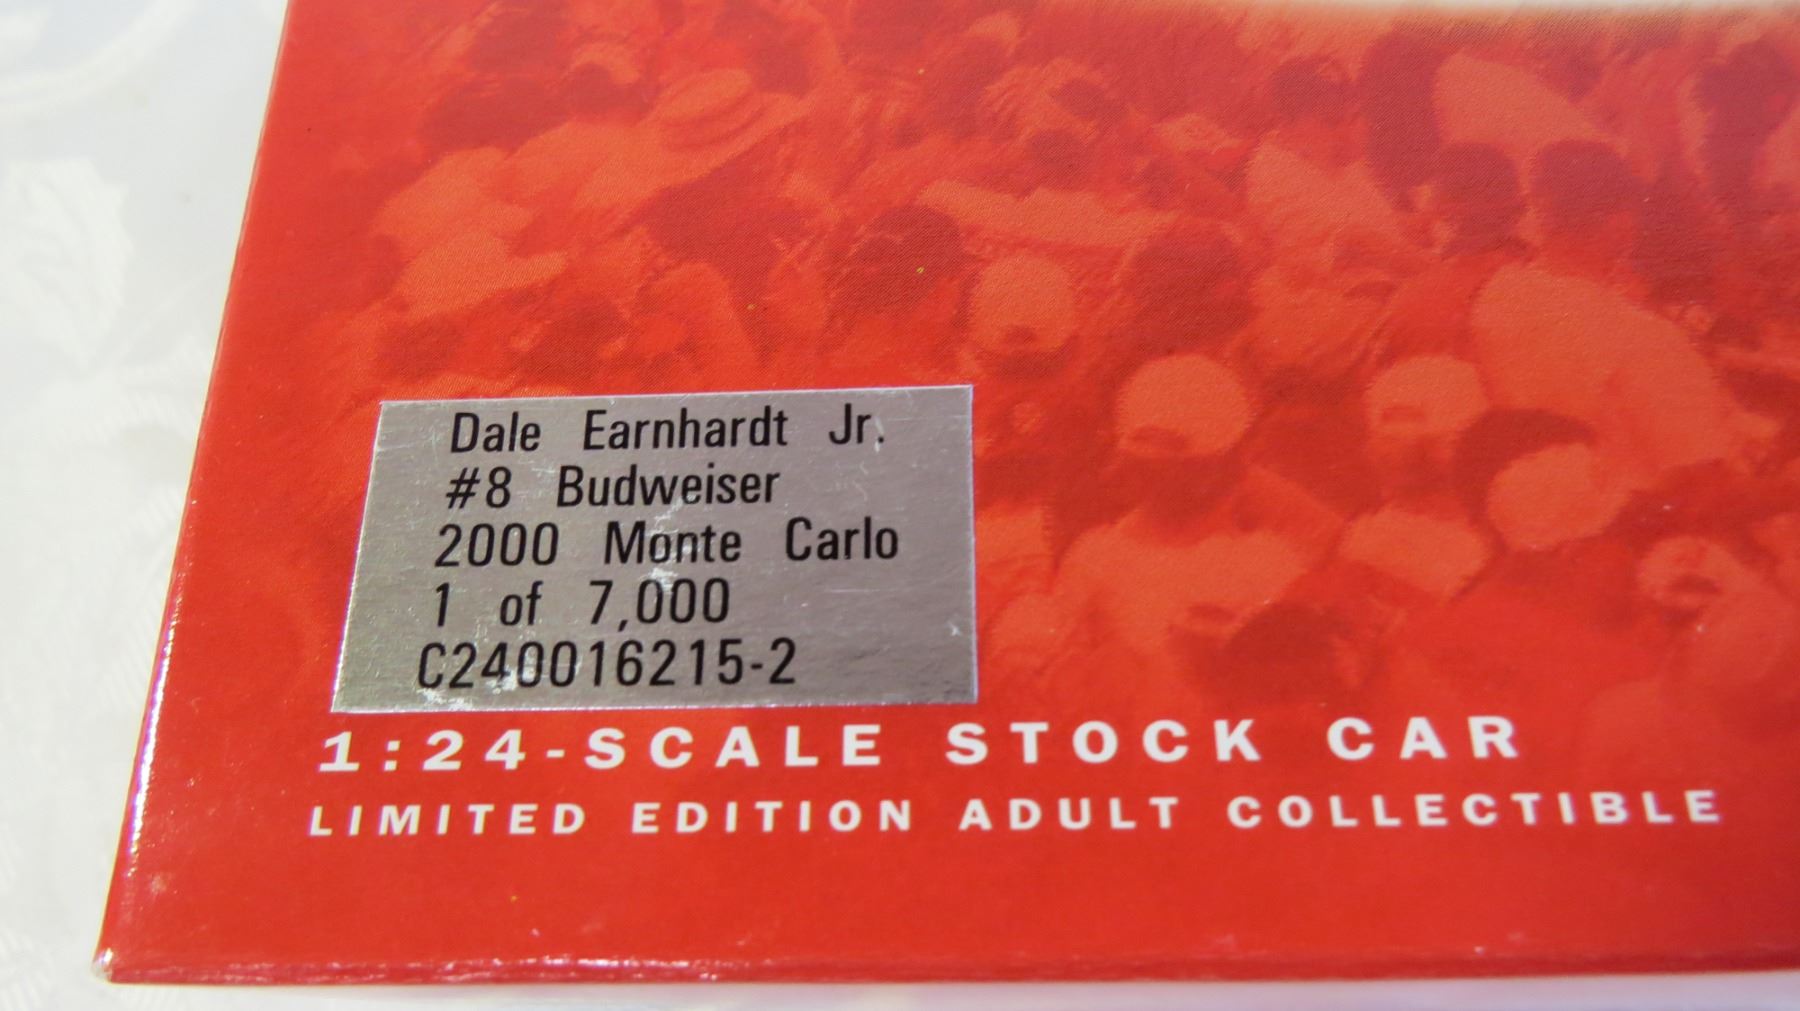 Dale Earnhardt Jr.
#8 Budweiser
2000 Monte Carlo
1 of 7,000
C240016215-2
1:24-SCALE STOCK CAR
LIMITED EDITION ADULT COLLECTIBLE